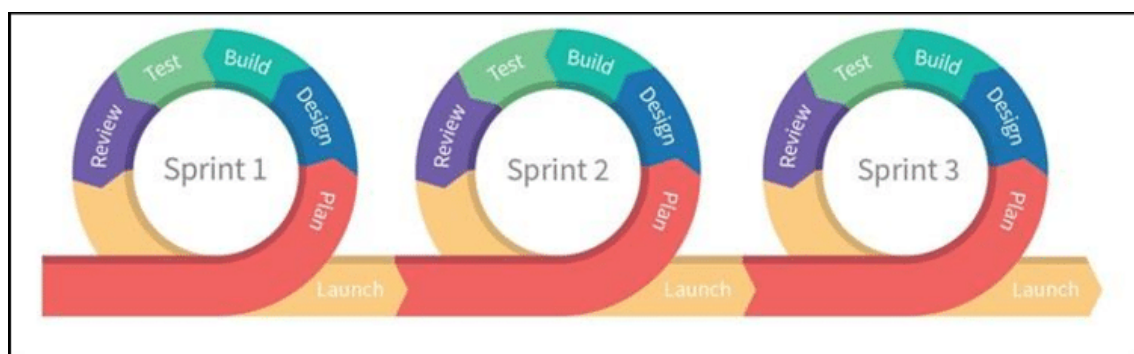 Sprint 1
Plan
Design
Build
Test
Review
Launch
Sprint 2
Plan
Design
Build
Test
Review
Launch
Sprint 3
Plan
Design
Build
Test
Review
Launch